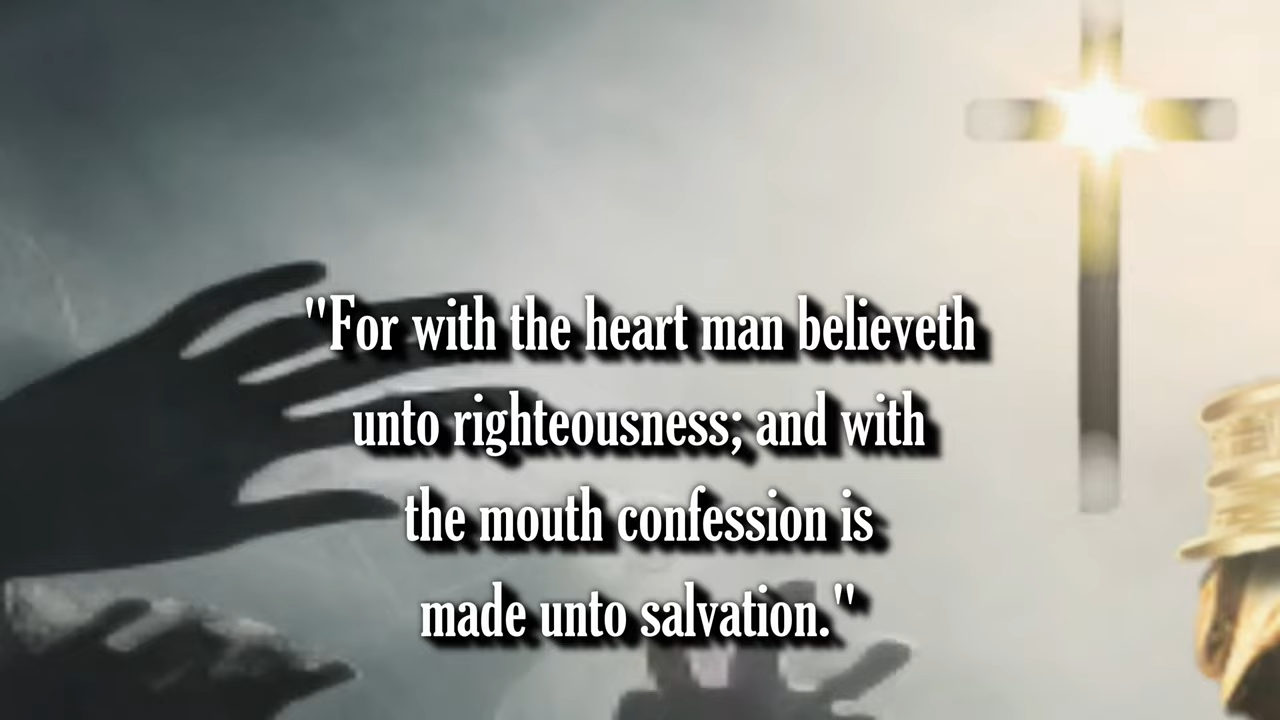 "For with the heart man believeth
unto righteousness; and with
the mouth confession is
made unto salvation."